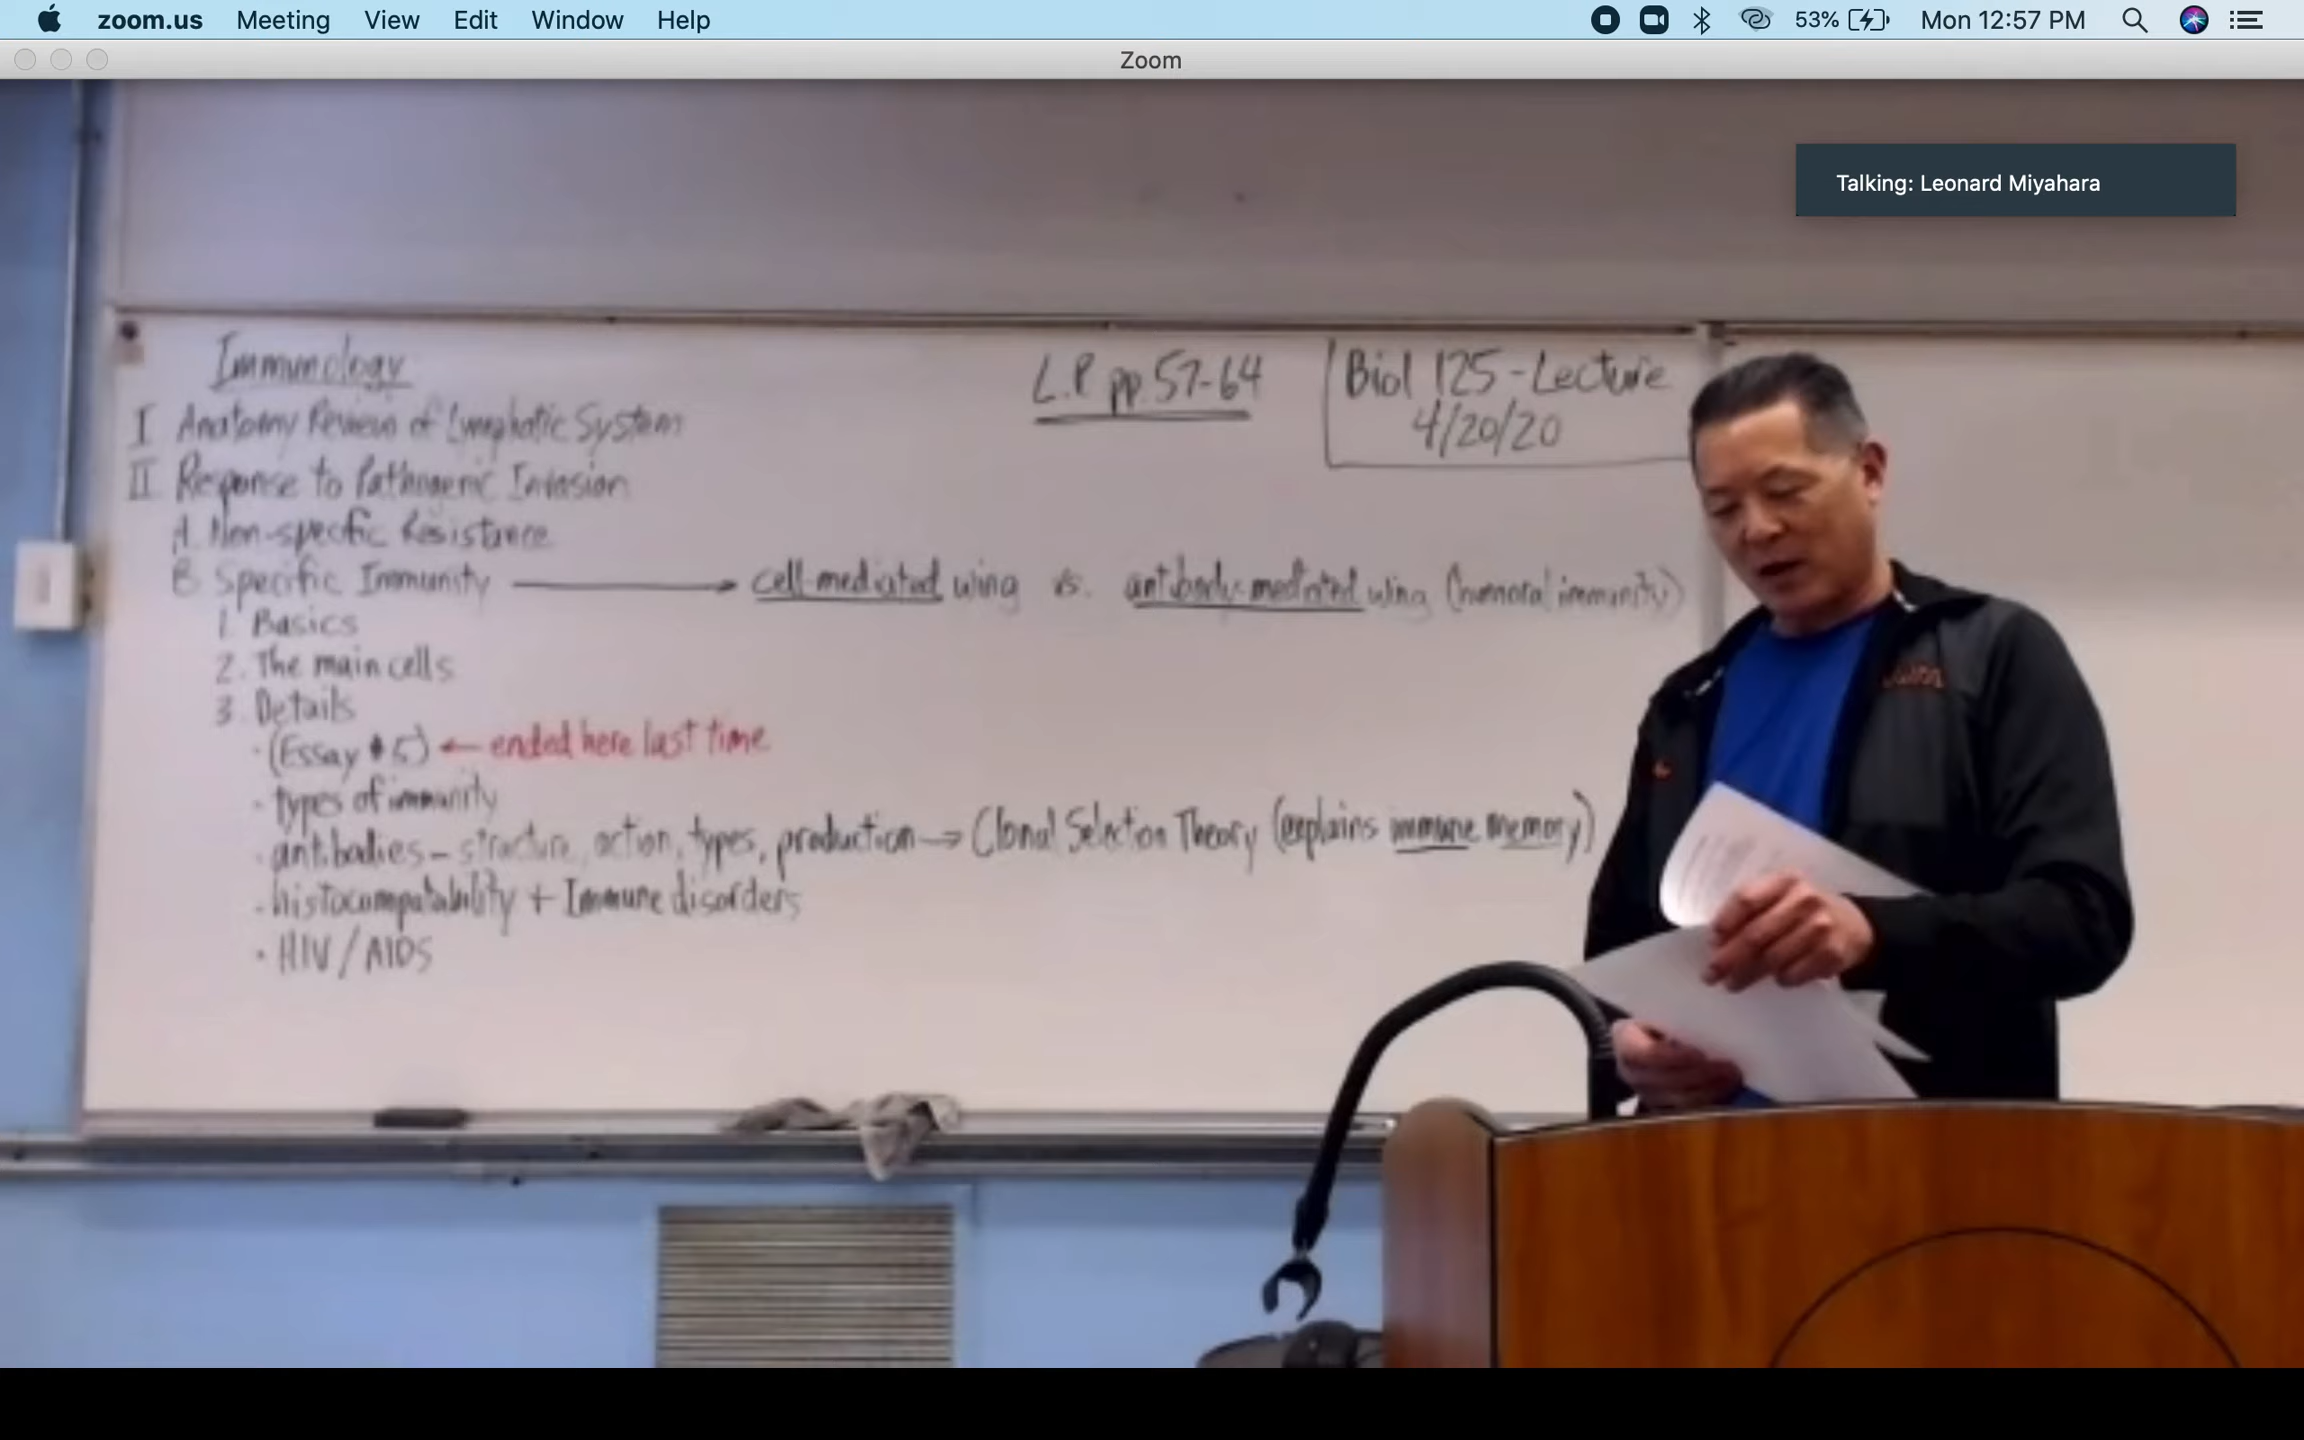 zoom.us Meeting View Edit Window Help 53% Mon 12:57 PM
Zoom
Talking: Leonard Miyahara
Immunology
L.P. pp. 57-64
Biol 125 - Lecture
4/20/20
I Anatomy Review of Lymphatic System
II Response to Pathogenic Invasion
A. Non-specific Resistance
B Specific Immunity → cell-mediated wing vs. antibody-mediated wing (humoral immunity)
1. Basics
2. The main cells
3. Details
· (Essay #5) ← ended here last time
· types of immunity
· antibodies - structure, action, types, production → Clonal Selection Theory (explains immune memory)
· histocompatability + Immune disorders
· HIV / AIDS